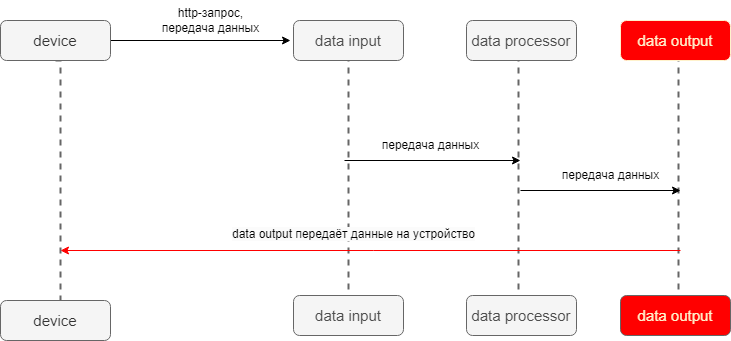 http-запрос,
передача данных
device
data input
data processor
data output
передача данных
передача данных
data output передаёт данные на устройство
device
data input
data processor
data output